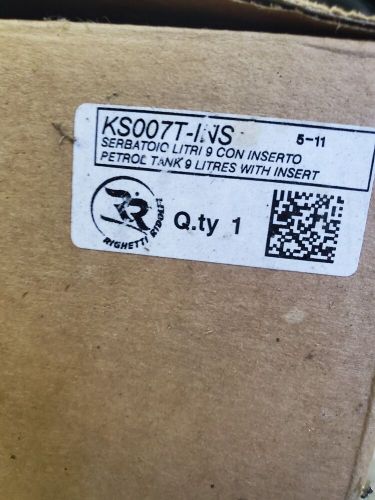 KS007T-INS 5-11
SERBATOIO LITRI 9 CON INSERTO
PETROL TANK 9 LITRES WITH INSERT
RR
RIGHETTI RIDOLFI
Q.ty 1